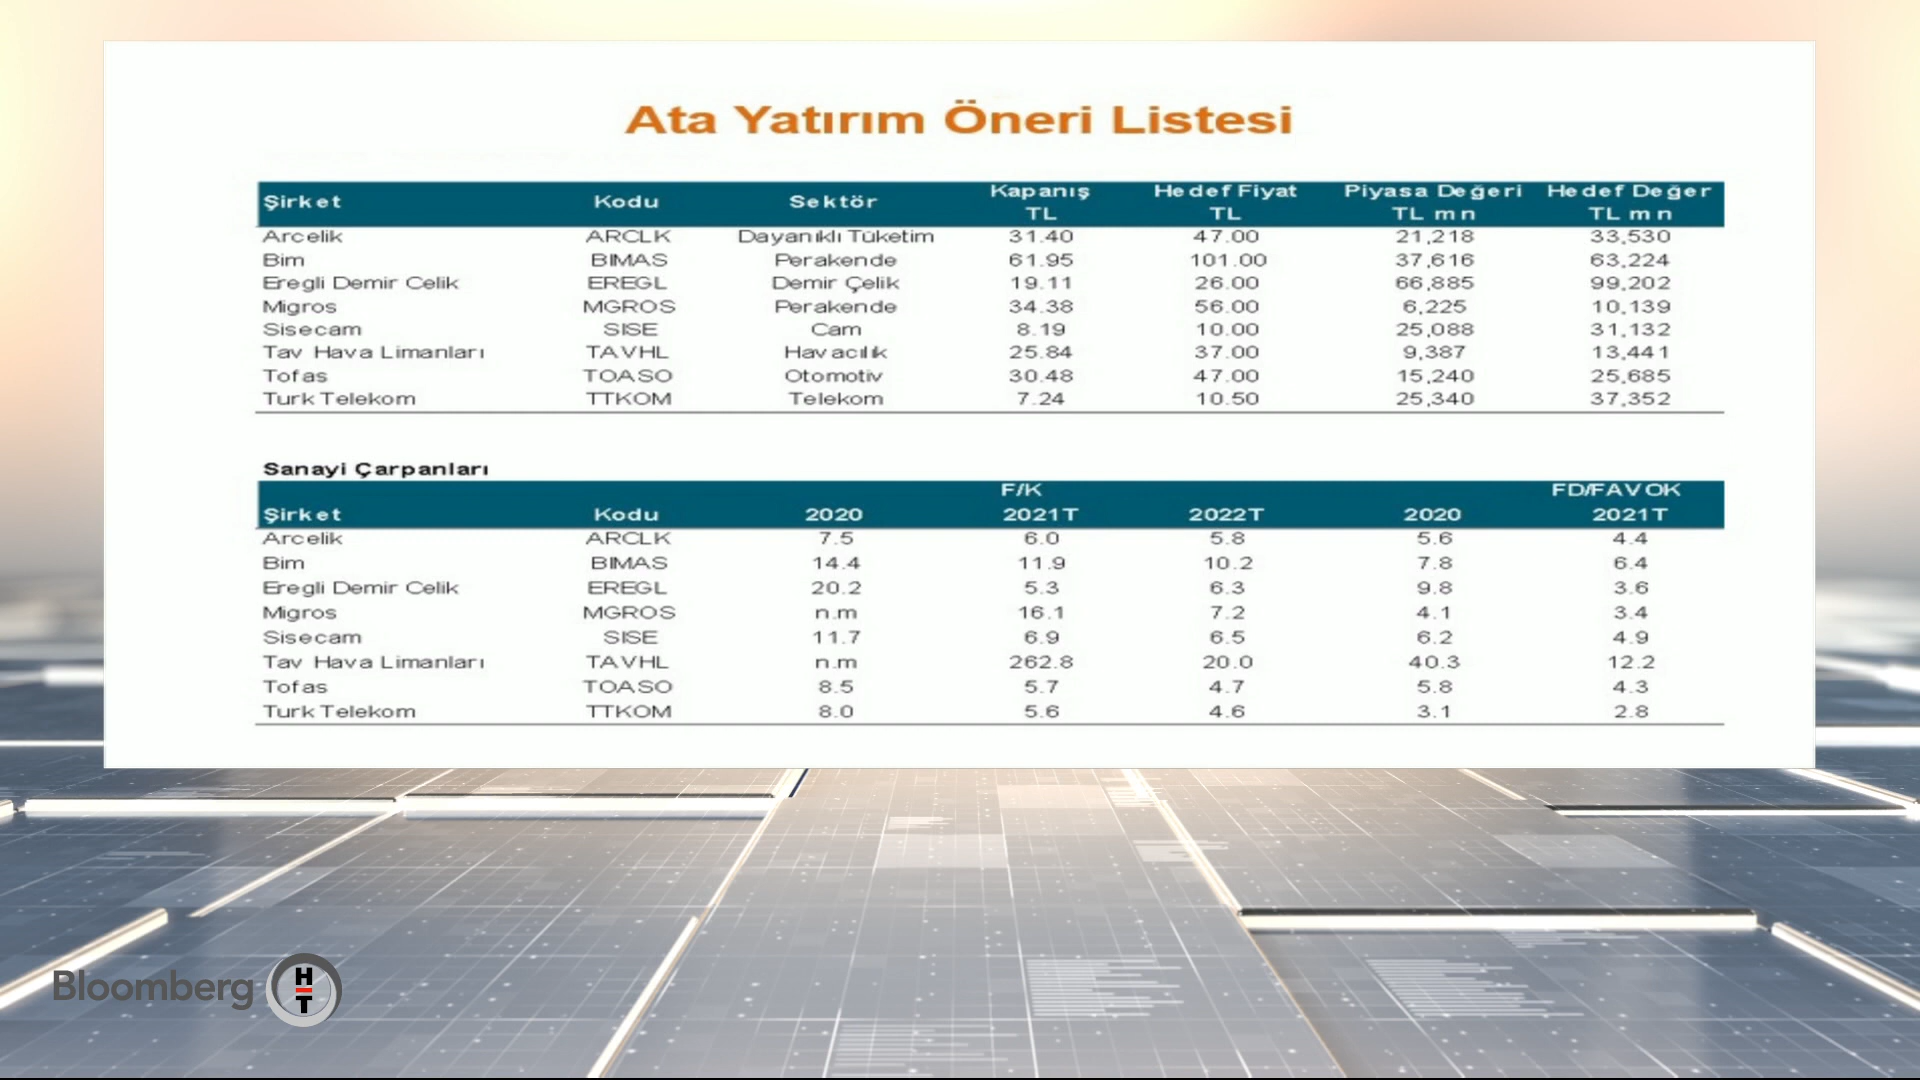 Ata Yatırım Öneri Listesi
Şirket Kodu Sektör Kapanış TL Hedef Fiyat TL Piyasa Değeri TL mn Hedef Değer TL mn
Arcelik ARCLK Dayanıklı Tüketim 31.40 47.00 21,218 33,530
Bim BIMAS Perakende 61.95 101.00 37,616 63,224
Eregli Demir Celik EREGL Demir Çelik 19.11 26.00 66,885 99,202
Migros MGROS Perakende 34.38 56.00 6,225 10,139
Sisecam SISE Cam 8.19 10.00 25,088 31,132
Tav Hava Limanları TAVHL Havacılık 25.84 37.00 9,387 13,441
Tofas TOASO Otomotiv 30.48 47.00 15,240 25,685
Turk Telekom TTKOM Telekom 7.24 10.50 25,340 37,352
Sanayi Çarpanları
F/K FD/FAVOK
Şirket Kodu 2020 2021T 2022T 2020 2021T
Arcelik ARCLK 7.5 6.0 5.8 5.6 4.4
Bim BIMAS 14.4 11.9 10.2 7.8 6.4
Eregli Demir Celik EREGL 20.2 5.3 6.3 9.8 3.6
Migros MGROS n.m 16.1 7.2 4.1 3.4
Sisecam SISE 11.7 6.9 6.5 6.2 4.9
Tav Hava Limanları TAVHL n.m 262.8 20.0 40.3 12.2
Tofas TOASO 8.5 5.7 4.7 5.8 4.3
Turk Telekom TTKOM 8.0 5.6 4.6 3.1 2.8
Bloomberg HT